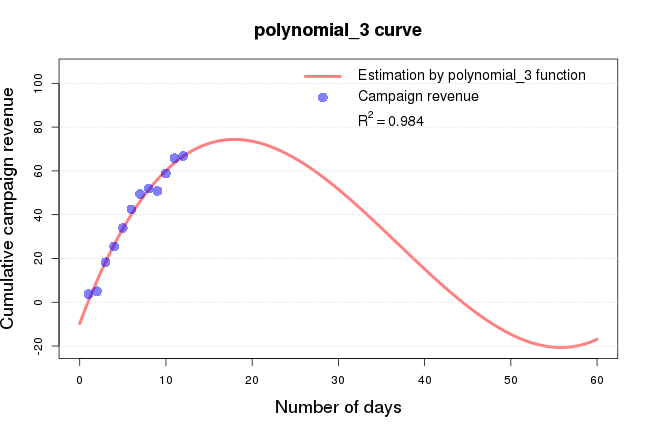 polynomial_3 curve
Estimation by polynomial_3 function
Campaign revenue
R² = 0.984
Cumulative campaign revenue
100
80
60
40
20
0
-20
0 10 20 30 40 50 60
Number of days